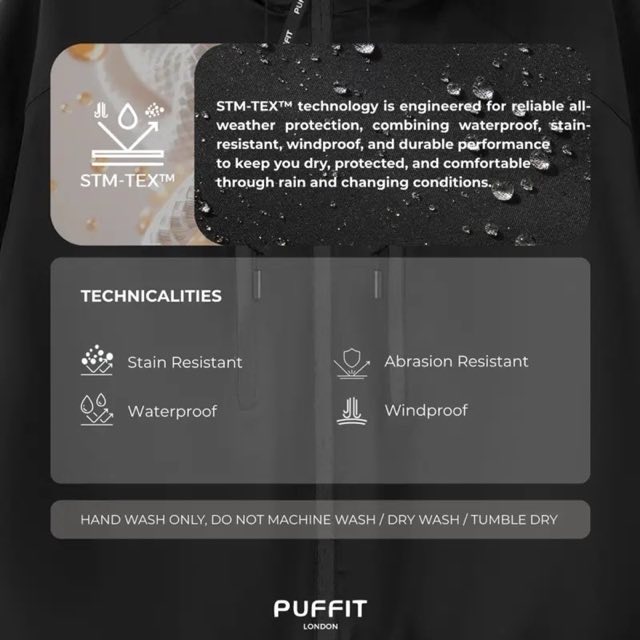 STM-TEX™ technology is engineered for reliable all-
weather protection, combining waterproof, stain-
resistant, windproof, and durable performance
to keep you dry, protected, and comfortable
through rain and changing conditions.
STM-TEX™
TECHNICALITIES
Stain Resistant
Abrasion Resistant
Waterproof
Windproof
HAND WASH ONLY, DO NOT MACHINE WASH / DRY WASH / TUMBLE DRY
PUFFIT
LONDON